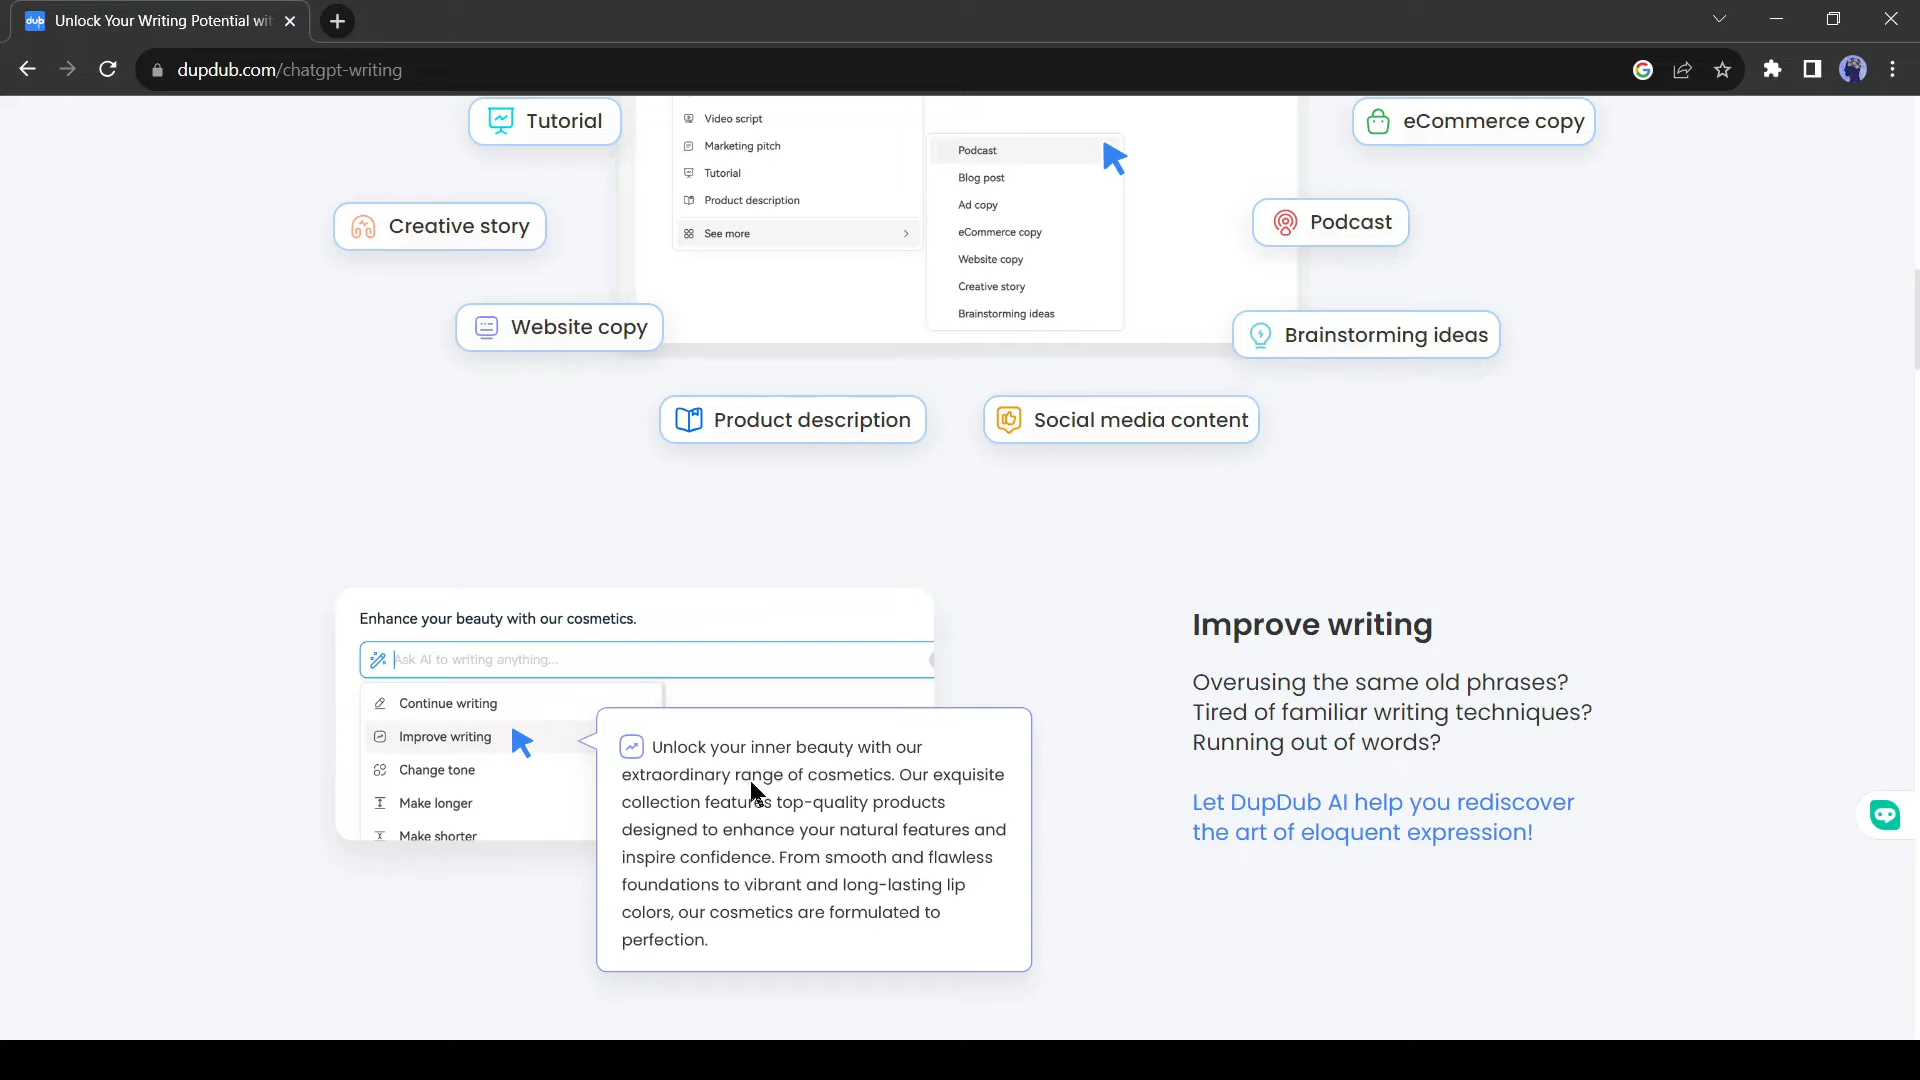 Unlock Your Writing Potential wit
dupdub.com/chatgpt-writing
Tutorial
Creative story
Website copy
Product description
Social media content
eCommerce copy
Podcast
Brainstorming ideas
Video script
Marketing pitch
Tutorial
Product description
See more
Podcast
Blog post
Ad copy
eCommerce copy
Website copy
Creative story
Brainstorming ideas
Enhance your beauty with our cosmetics.
Ask AI to writing anything...
Continue writing
Improve writing
Change tone
Make longer
Make shorter
Unlock your inner beauty with our
extraordinary range of cosmetics. Our exquisite
collection features top-quality products
designed to enhance your natural features and
inspire confidence. From smooth and flawless
foundations to vibrant and long-lasting lip
colors, our cosmetics are formulated to
perfection.
Improve writing
Overusing the same old phrases?
Tired of familiar writing techniques?
Running out of words?
Let DupDub AI help you rediscover
the art of eloquent expression!